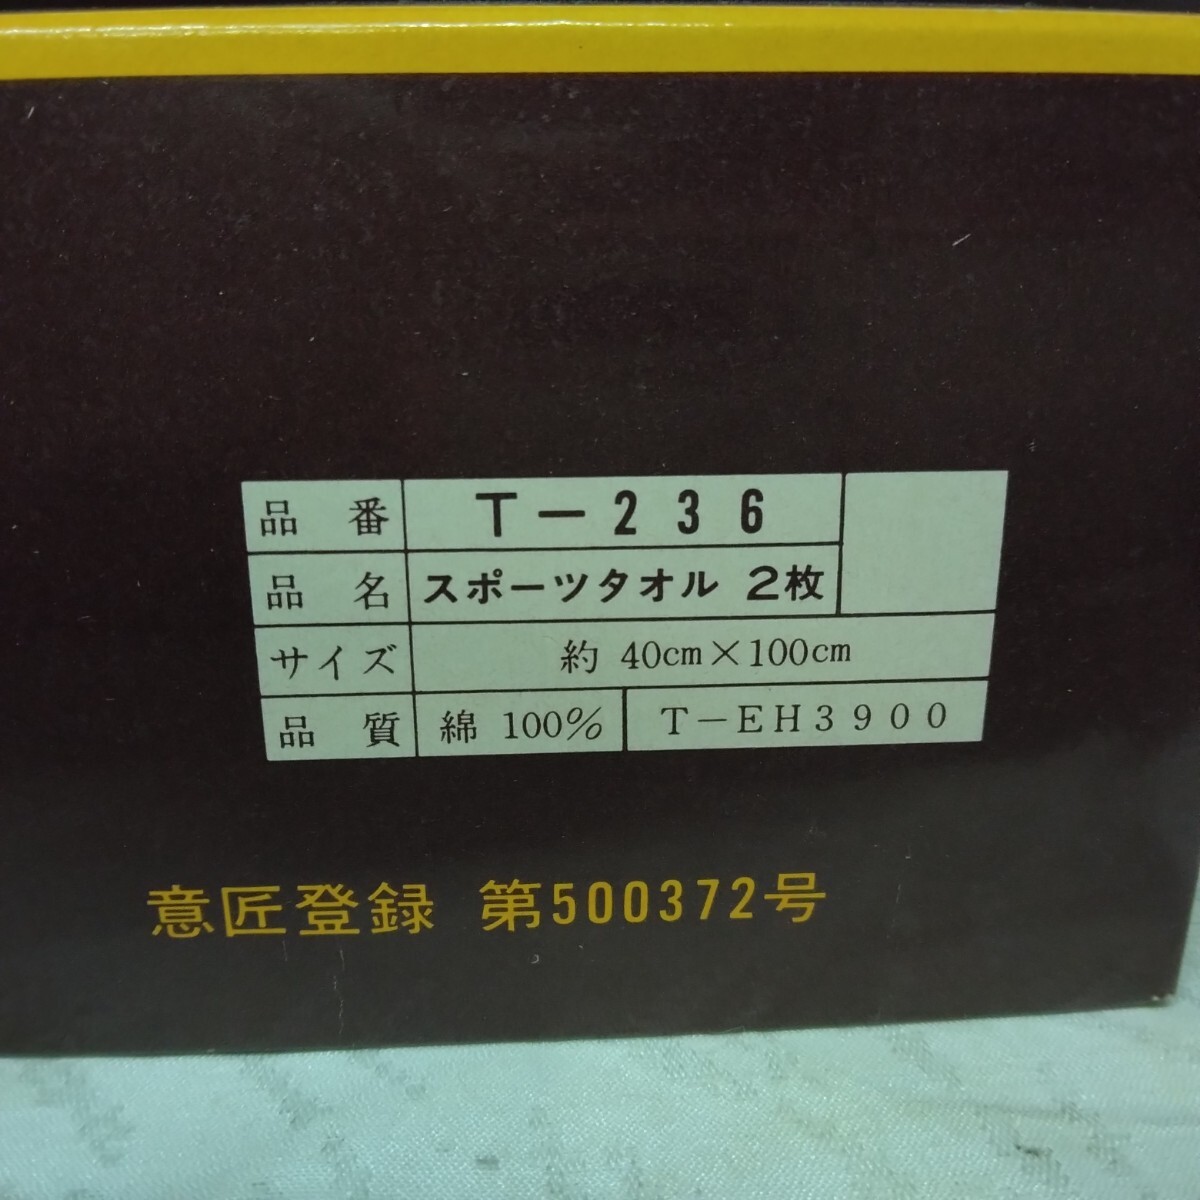 品番 T-236
品名 スポーツタオル 2枚
サイズ 約 40cm×100cm
品質 綿 100% T-EH3900
意匠登録 第500372号